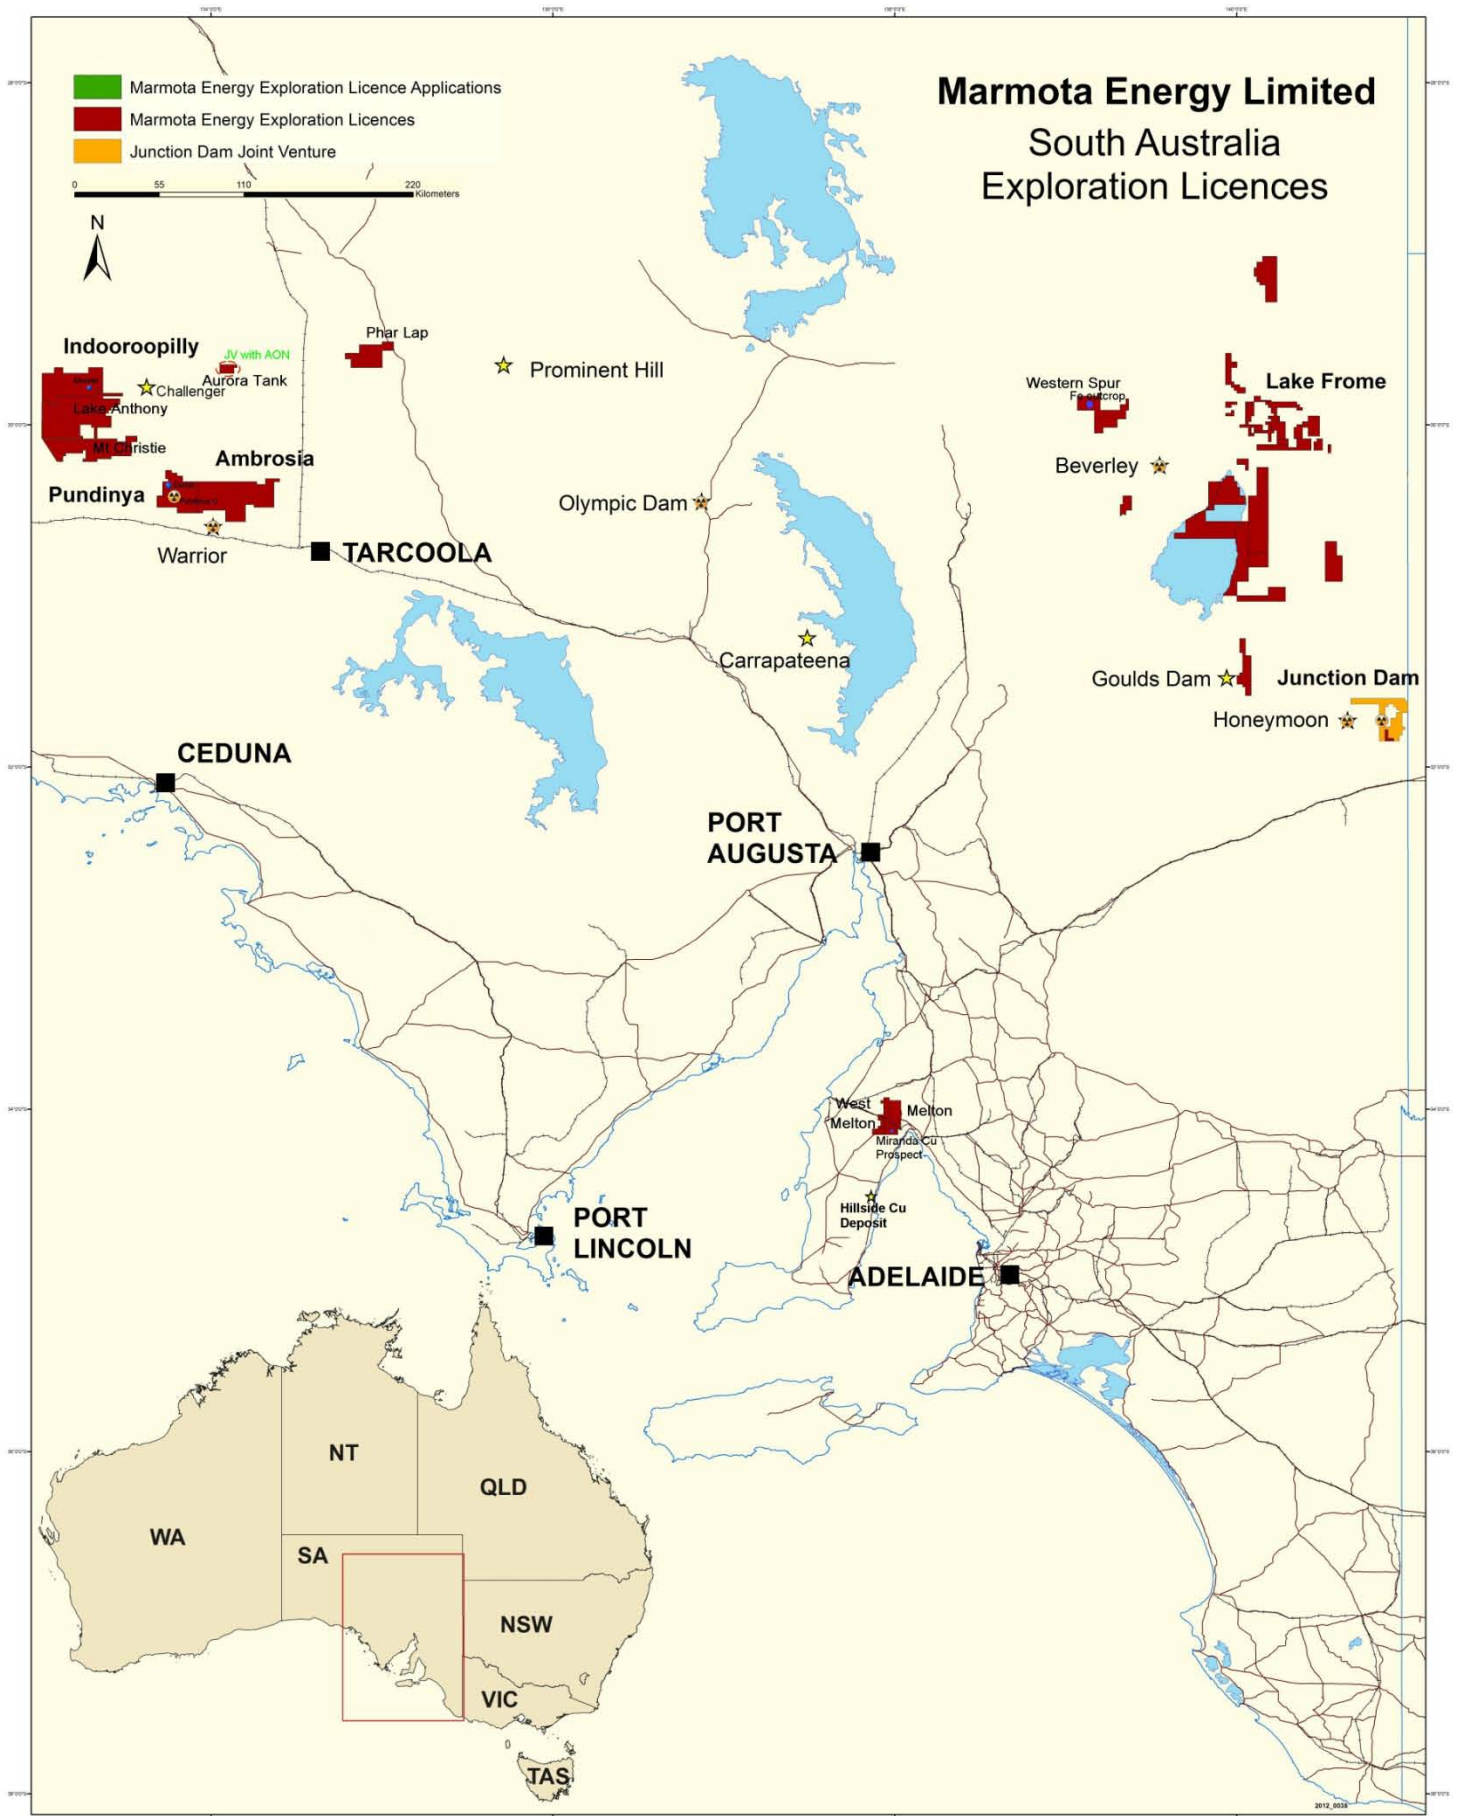 Marmota Energy Exploration Licence Applications
Marmota Energy Exploration Licences
Junction Dam Joint Venture
0 55 110 220
Kilometers
N
Marmota Energy Limited
South Australia
Exploration Licences
Indooroopilly
JV with AON
Aurora Tank
Challenger
Lake Anthony
Mt Christie
Phar Lap
Prominent Hill
Ambrosia
Pundinya
Warrior
TARCOOLA
Olympic Dam
Carrapateena
Western Spur
Fe outcrop
Lake Frome
Beverley
Goulds Dam
Junction Dam
Honeymoon
CEDUNA
PORT
AUGUSTA
West
Melton
Melton
Miranda Cu
Prospect
Hillside Cu
Deposit
PORT
LINCOLN
ADELAIDE
NT
QLD
WA
SA
NSW
VIC
TAS
2012_0035